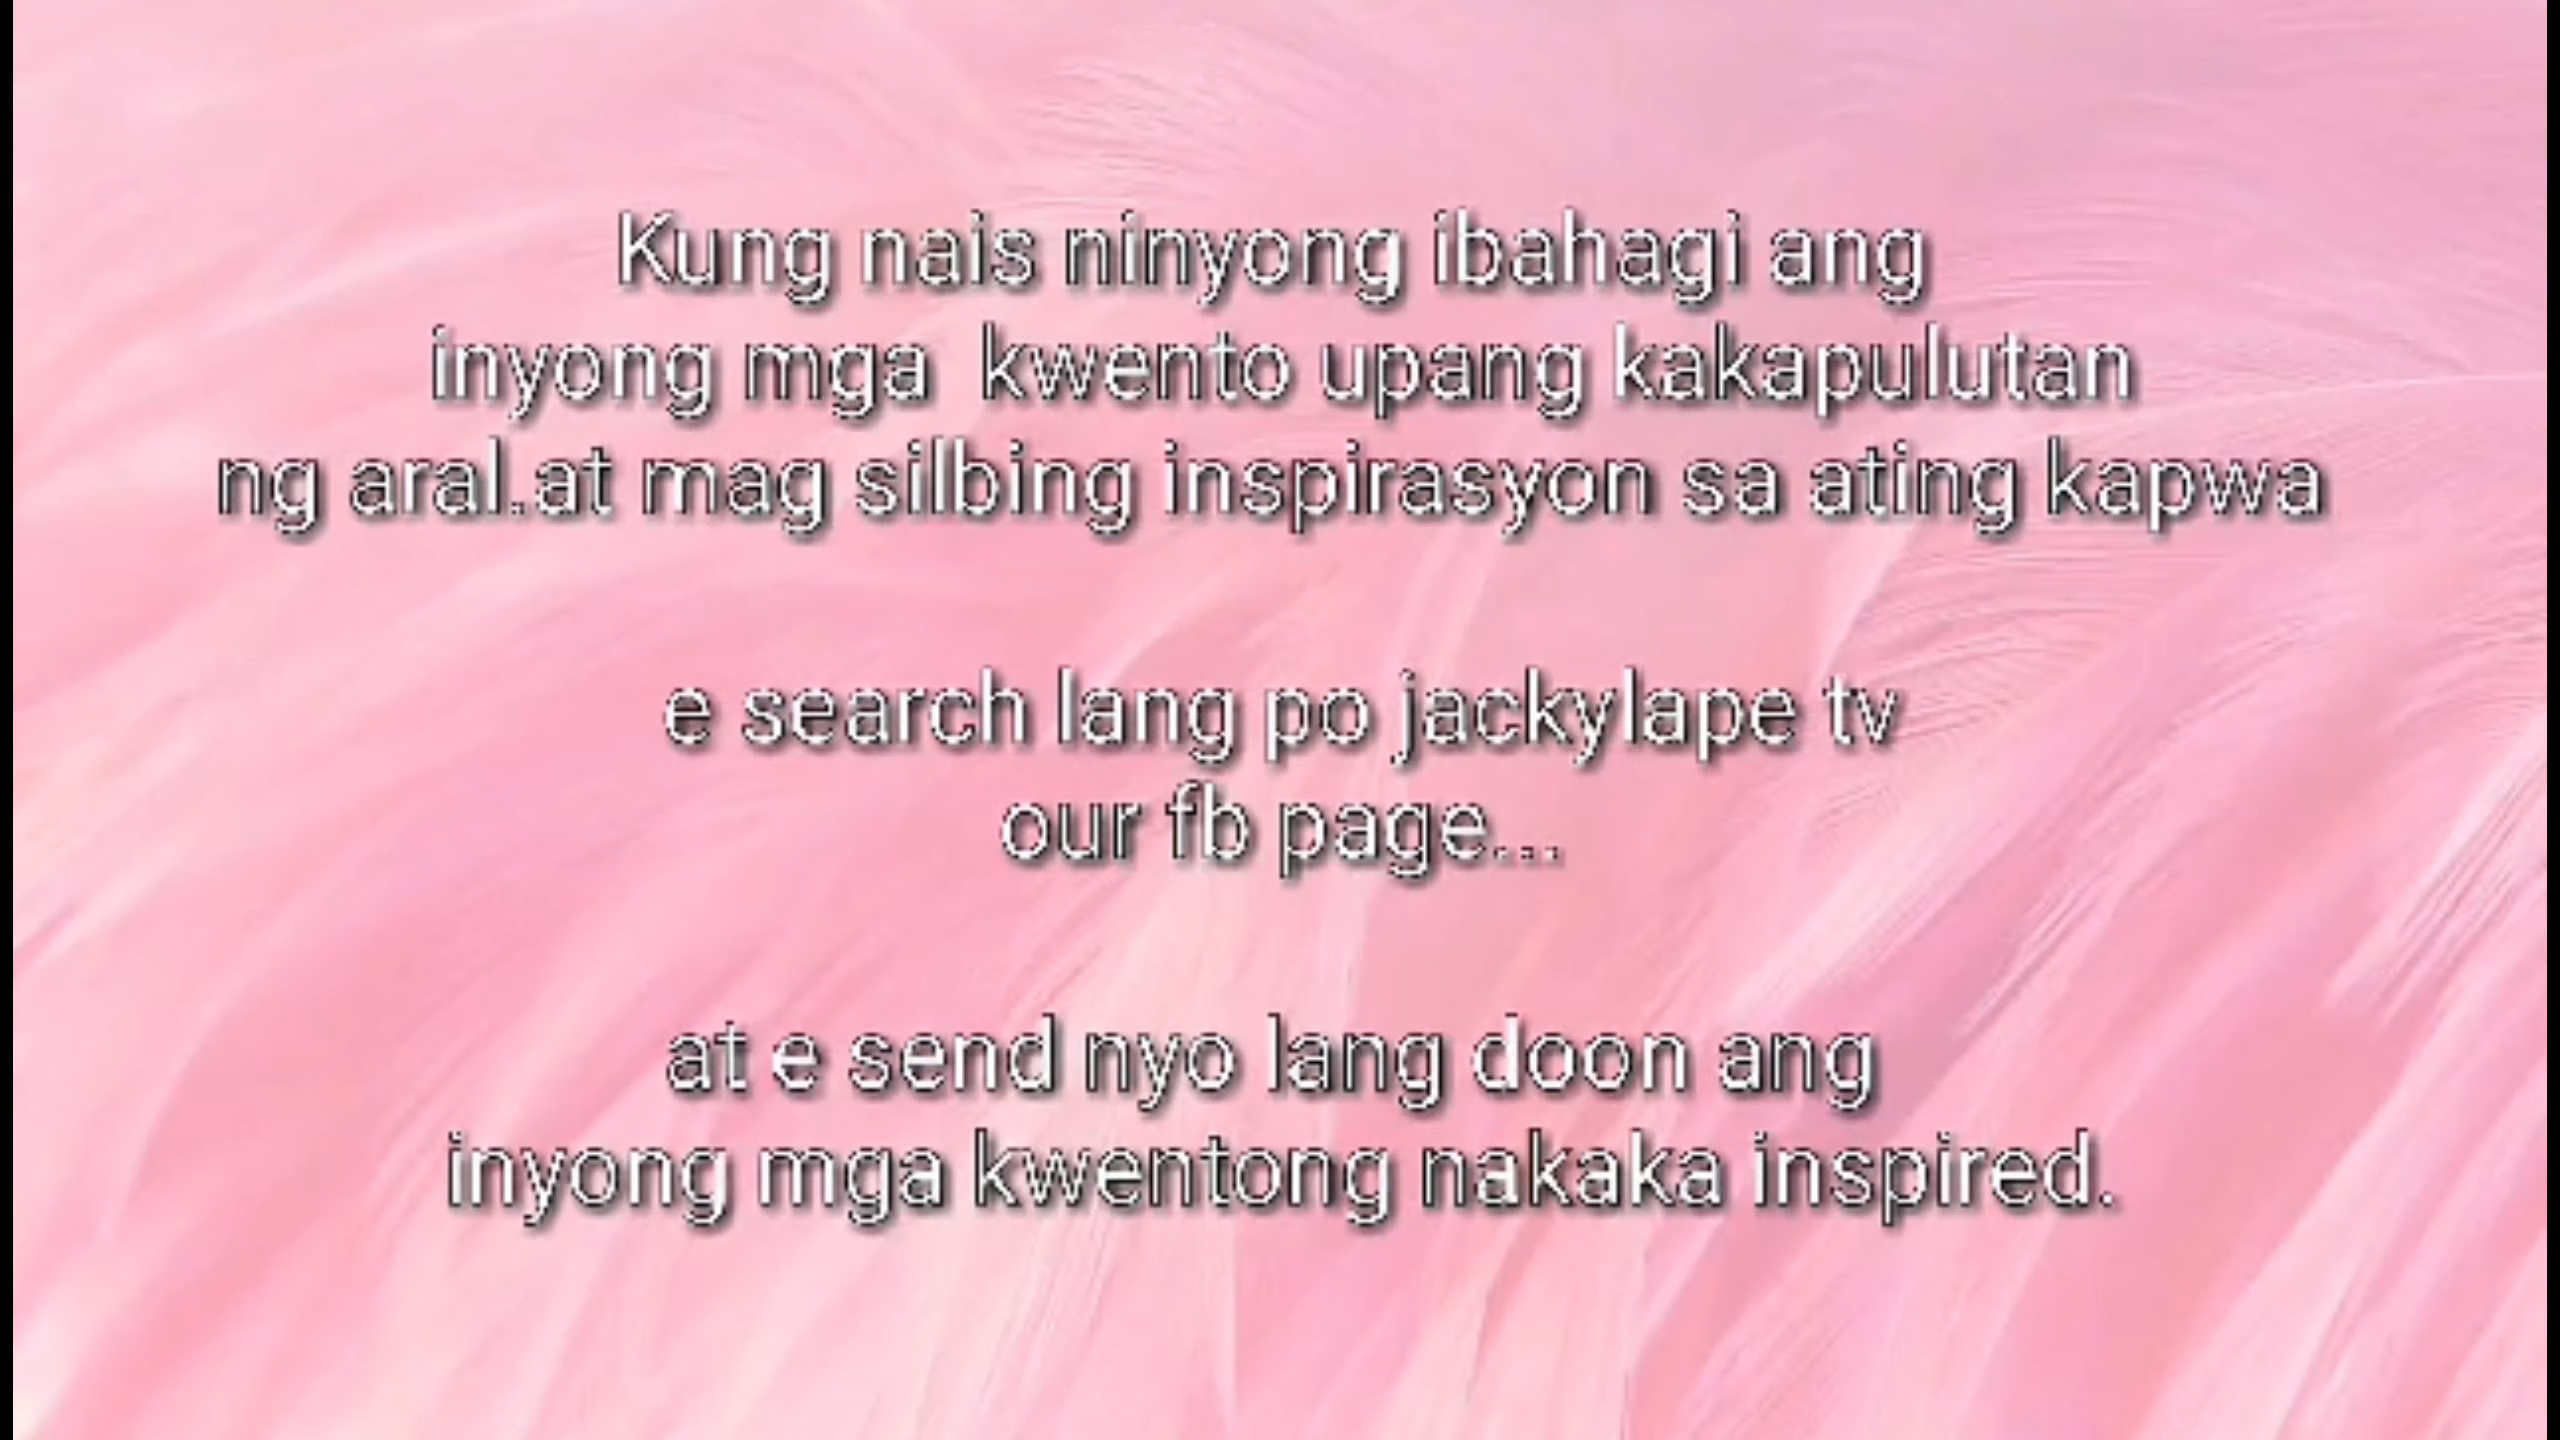 Kung nais ninyong ibahagi ang
inyong mga  kwento upang kakapulutan
ng aral.at mag silbing inspirasyon sa ating kapwa
e search lang po jackylape tv
our fb page...
at e send nyo lang doon ang
inyong mga kwentong nakaka inspired.